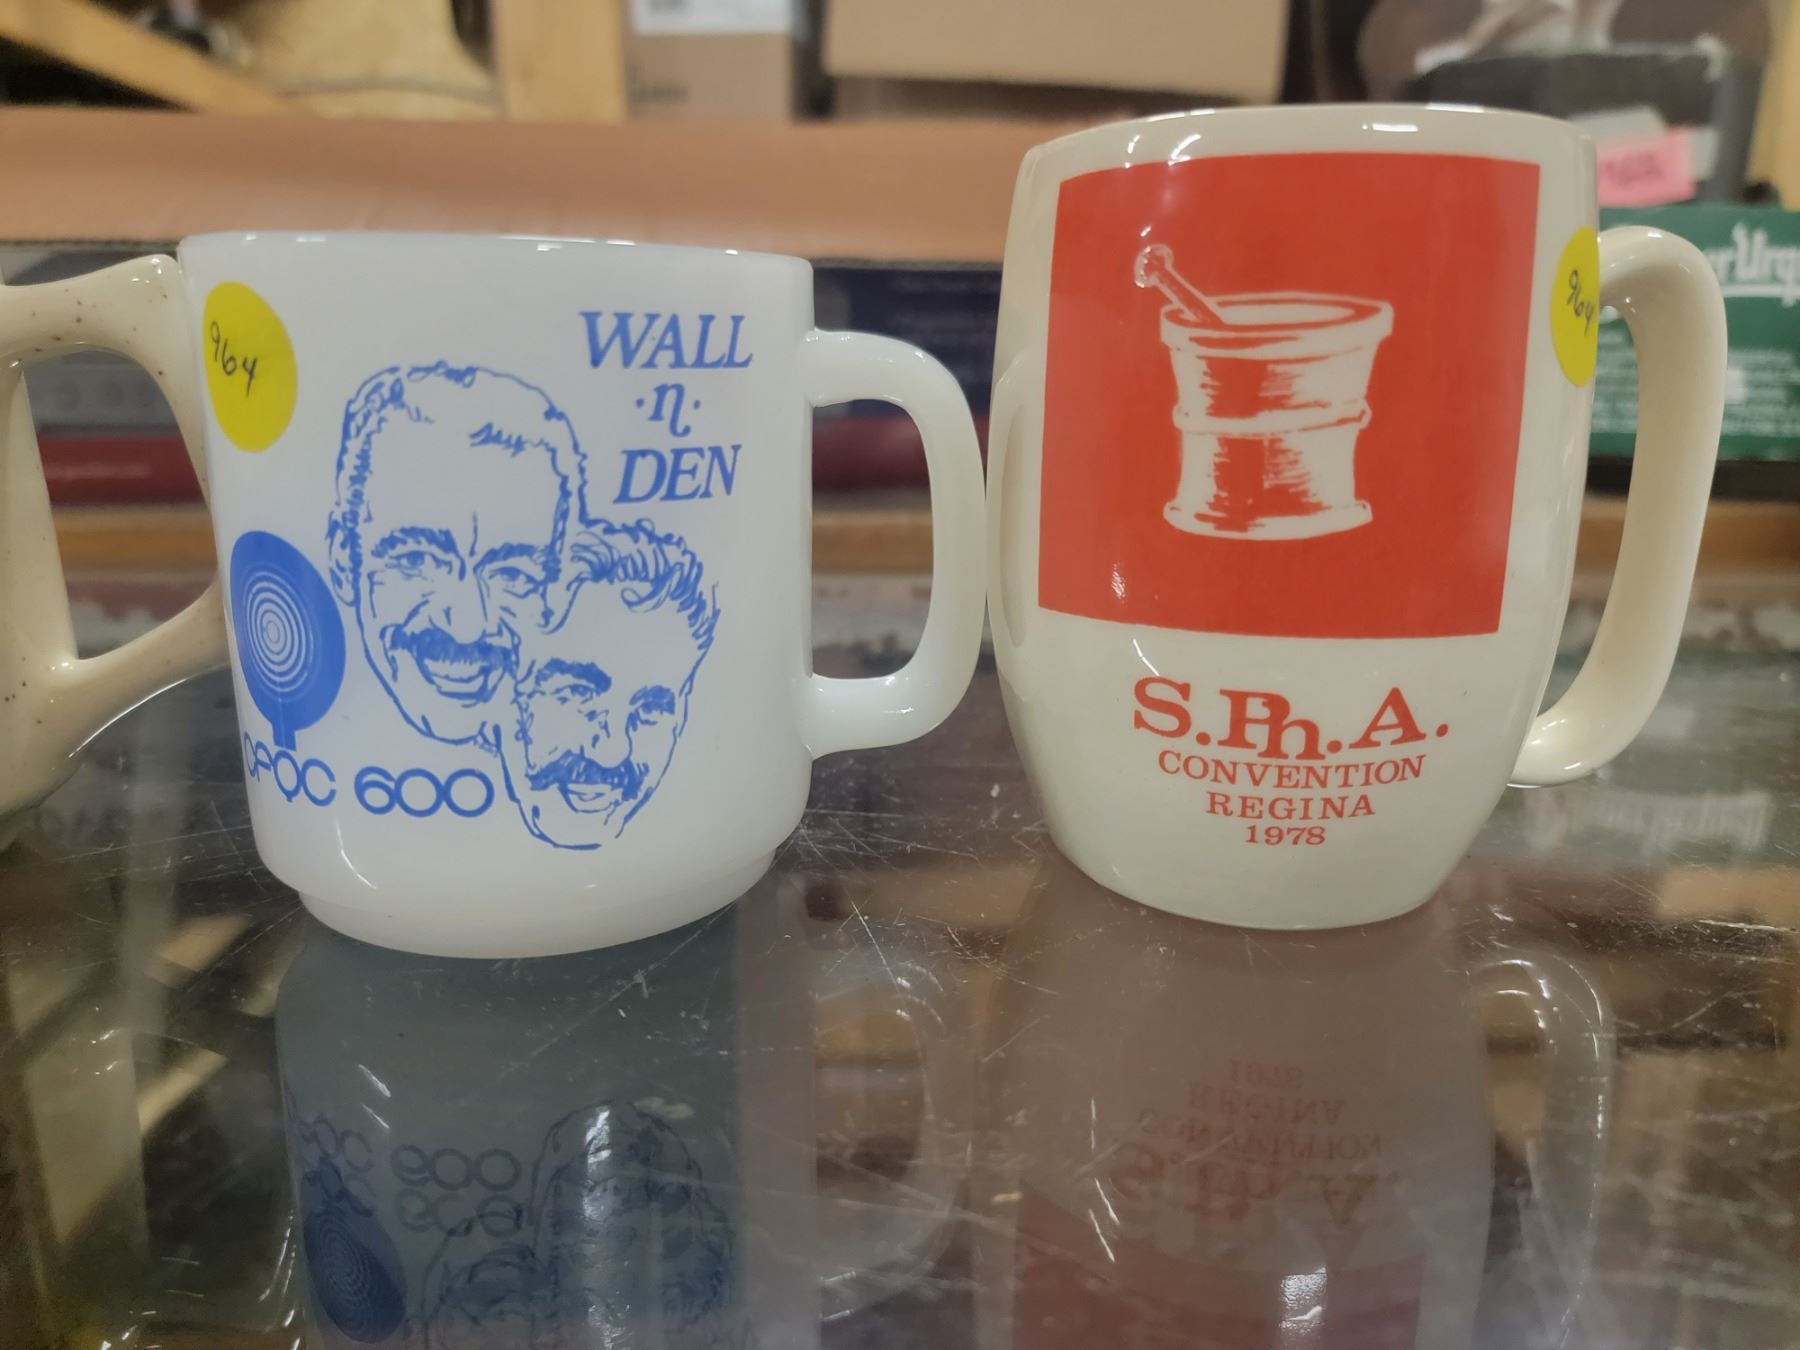 964
WALL
·n·
DEN
CFQC 600
964
S.Ph.A.
CONVENTION
REGINA
1978